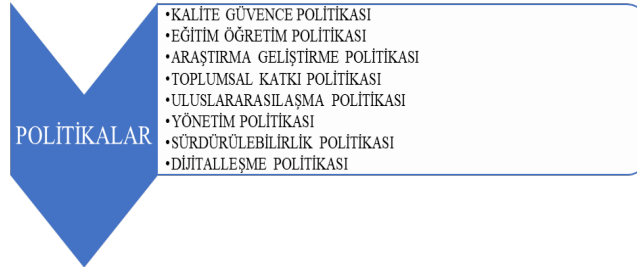 POLİTİKALAR
•KALİTE GÜVENCE POLİTİKASI
•EĞİTİM ÖĞRETİM POLİTİKASI
•ARAŞTIRMA GELİŞTİRME POLİTİKASI
•TOPLUMSAL KATKI POLİTİKASI
•ULUSLARARASILAŞMA POLİTİKASI
•YÖNETİM POLİTİKASI
•SÜRDÜRÜLEBİLİRLİK POLİTİKASI
•DİJİTALLEŞME POLİTİKASI